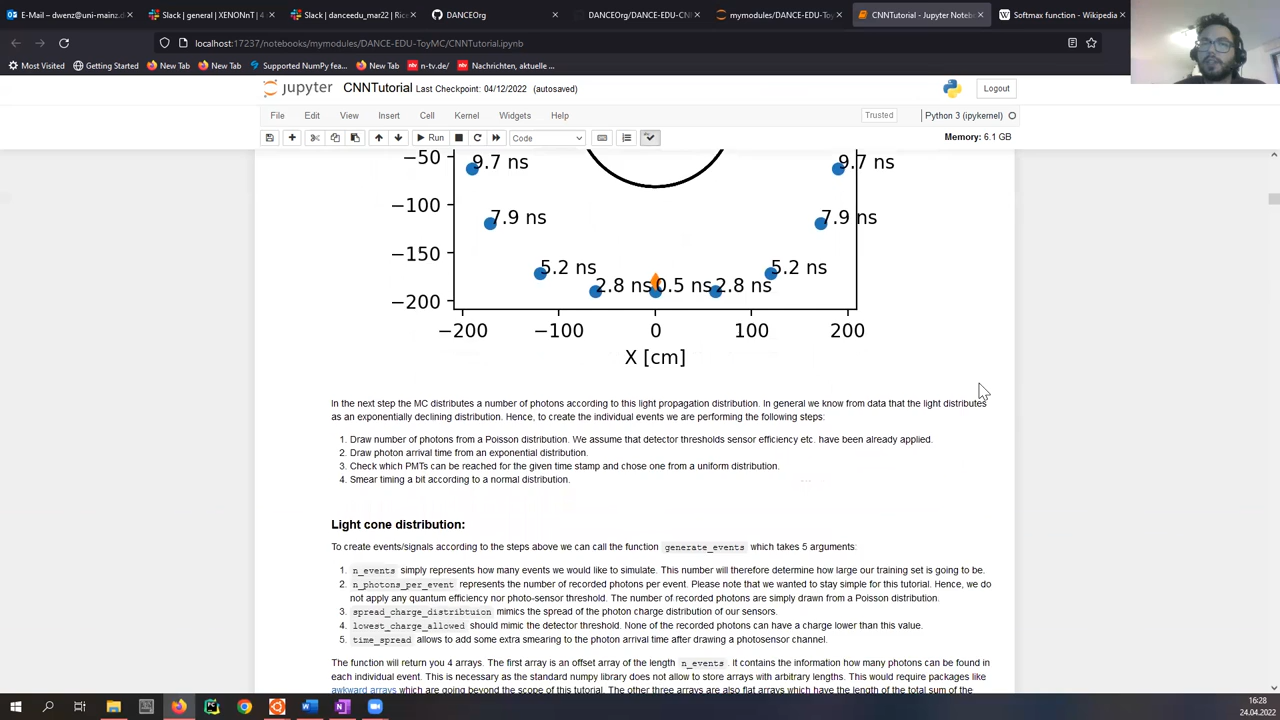 E-Mail – dwenz@uni-mainz.d
Slack | general | XENONnT | 4
Slack | danceedu_mar22 | Ric
DANCEOrg
DANCEOrg/DANCE-EDU-CN
mymodules/DANCE-EDU-Toy
CNNTutorial - Jupyter Noteb
Softmax function - Wikipedia
localhost:17237/notebooks/mymodules/DANCE-EDU-ToyMC/CNNTutorial.ipynb
Most Visited
Getting Started
New Tab
New Tab
Supported NumPy fea...
New Tab
n-tv.de/
Nachrichten, aktuelle ...
jupyter CNNTutorial Last Checkpoint: 04/12/2022 (autosaved)
Logout
File Edit View Insert Cell Kernel Widgets Help
Trusted
Python 3 (ipykernel)
Run
Code
Memory: 6.1 GB
−50
9.7 ns
9.7 ns
−100
7.9 ns
7.9 ns
−150
5.2 ns
5.2 ns
2.8 ns
0.5 ns
2.8 ns
−200
−200 −100 0 100 200
X [cm]
In the next step the MC distributes a number of photons according to this light propagation distribution. In general we know from data that the light distributes
as an exponentially declining distribution. Hence, to create the individual events we are performing the following steps:
1. Draw number of photons from a Poisson distribution. We assume that detector thresholds sensor efficiency etc. have been already applied.
2. Draw photon arrival time from an exponential distribution.
3. Check which PMTs can be reached for the given time stamp and chose one from a uniform distribution.
4. Smear timing a bit according to a normal distribution.
Light cone distribution:
To create events/signals according to the steps above we can call the function generate_events which takes 5 arguments:
1. n_events simply represents how many events we would like to simulate. This number will therefore determine how large our training set is going to be.
2. n_photons_per_event represents the number of recorded photons per event. Please note that we wanted to stay simple for this tutorial. Hence, we do
not apply any quantum efficiency nor photo-sensor threshold. The number of recorded photons are simply drawn from a Poisson distribution.
3. spread_charge_distribtuion mimics the spread of the photon charge distribution of our sensors.
4. lowest_charge_allowed should mimic the detector threshold. None of the recorded photons can have a charge lower than this value.
5. time_spread allows to add some extra smearing to the photon arrival time after drawing a photosensor channel.
The function will return you 4 arrays. The first array is an offset array of the length n_events . It contains the information how many photons can be found in
each individual event. This is necessary as the standard numpy library does not allow to store arrays with arbitrary lengths. This would require packages like
awkward arrays which are going beyond the scope of this tutorial. The other three arrays are also flat arrays which have the length of the total sum of the
16:28
24.04.2022